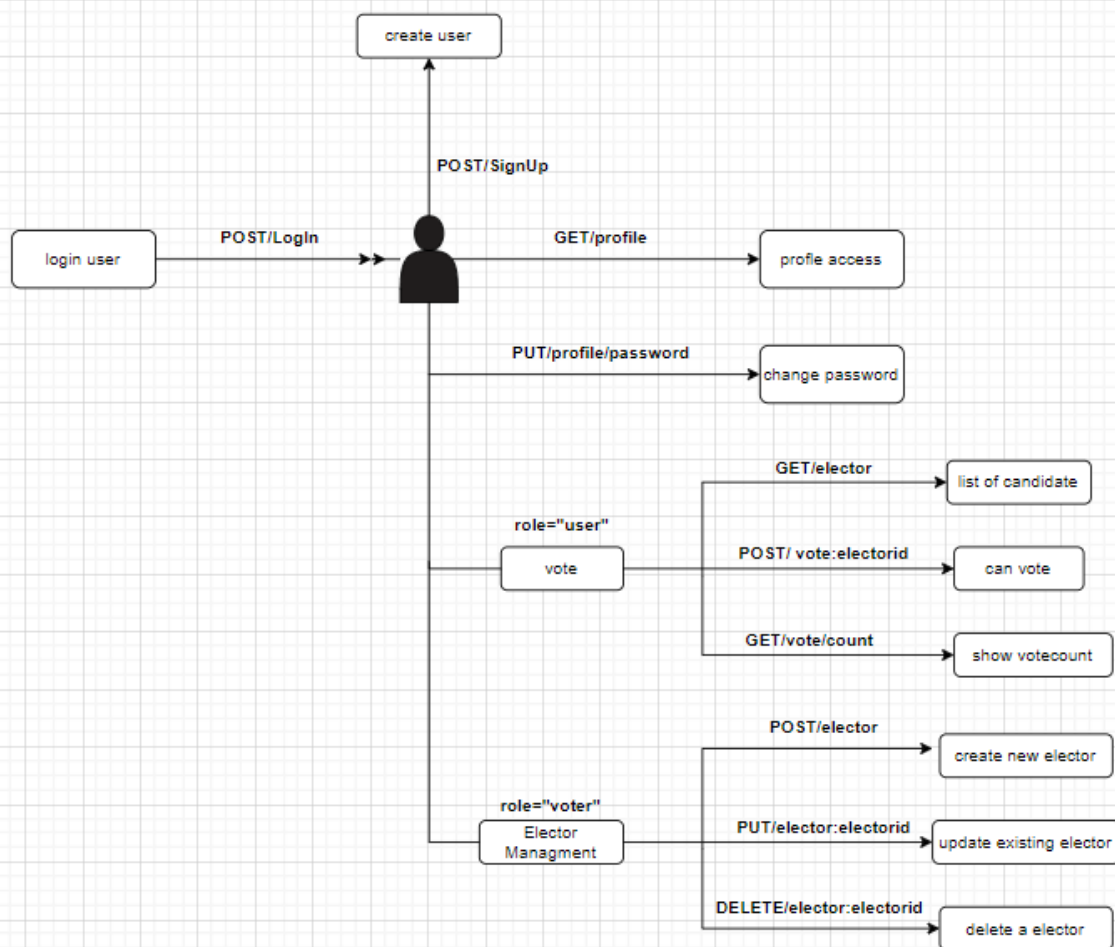 create user
POST/SignUp
POST/LogIn
GET/profile
login user
profle access
PUT/profile/password
change password
GET/elector
list of candidate
role="user"
POST/ vote:electorid
vote
can vote
GET/vote/count
show votecount
POST/elector
create new elector
role="voter"
PUT/elector:electorid
Elector
Managment
update existing elector
DELETE/elector:electorid
delete a elector